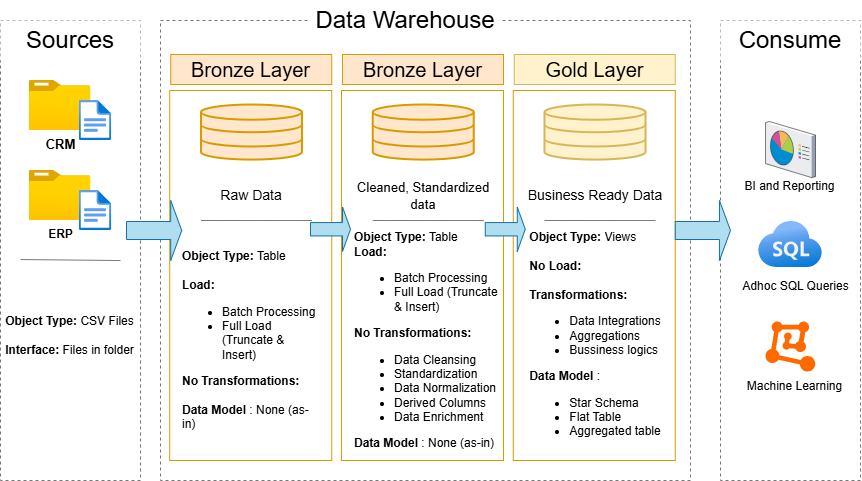 Data Warehouse
Sources
CRM
ERP
Object Type: CSV Files
Interface: Files in folder
Bronze Layer
Raw Data
Object Type: Table
Load:
Batch Processing
Full Load
(Truncate &
Insert)
No Transformations:
Data Model : None (as-
in)
Bronze Layer
Cleaned, Standardized
data
Object Type: Table
Load:
Batch Processing
Full Load (Truncate
& Insert)
No Transformations:
Data Cleansing
Standardization
Data Normalization
Derived Columns
Data Enrichment
Data Model : None (as-in)
Gold Layer
Business Ready Data
Object Type: Views
No Load:
Transformations:
Data Integrations
Aggregations
Bussiness logics
Data Model :
Star Schema
Flat Table
Aggregated table
Consume
BI and Reporting
SQL
Adhoc SQL Queries
Machine Learning